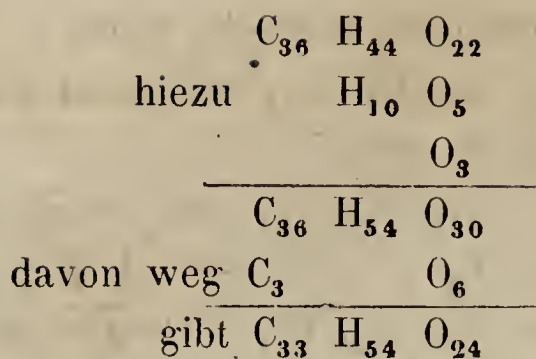 C₃₆ H₄₄ O₂₂
hiezu H₁₀ O₅
O₃
C₃₆ H₅₄ O₃₀
davon weg C₃ O₆
gibt C₃₃ H₅₄ O₂₄